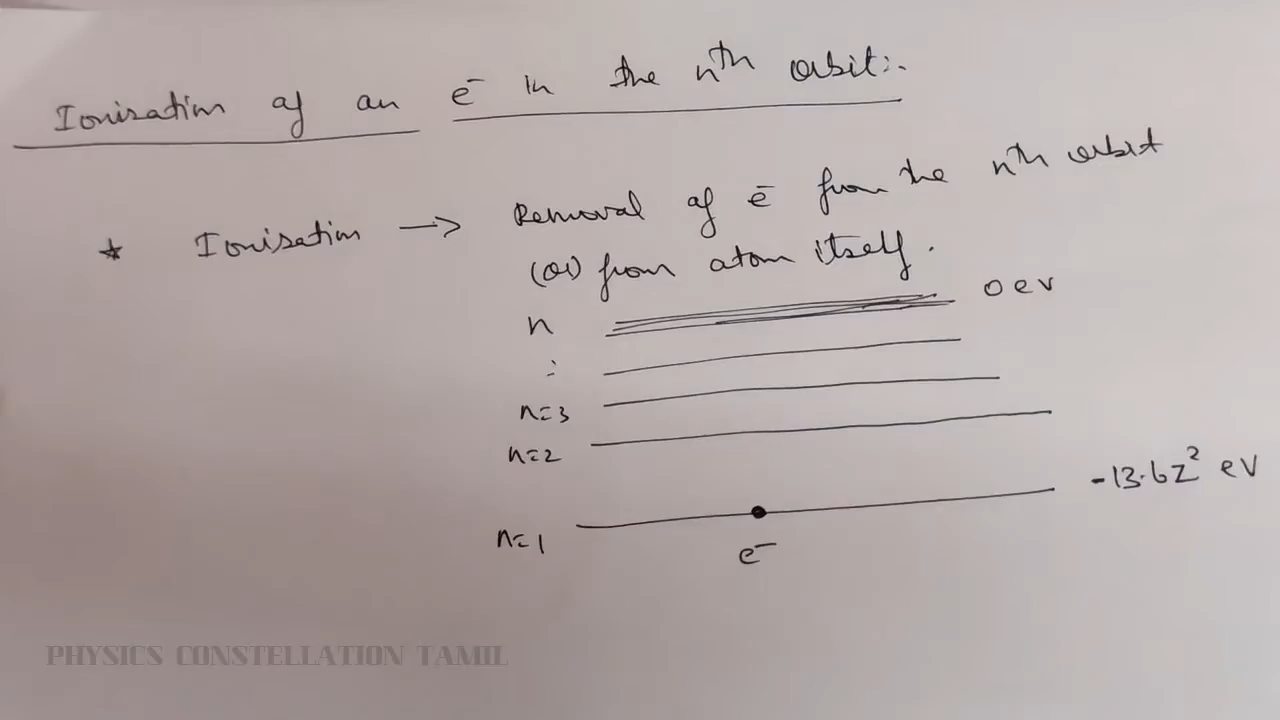 Ionisation of an e⁻ in the nth orbit:-
* Ionisation → Removal of e⁻ from the nth orbit
(or) from atom itself.
n 0 ev
:
n=3
n=2
n=1 -13.6Z² eV
e⁻
PHYSICS CONSTELLATION TAMIL